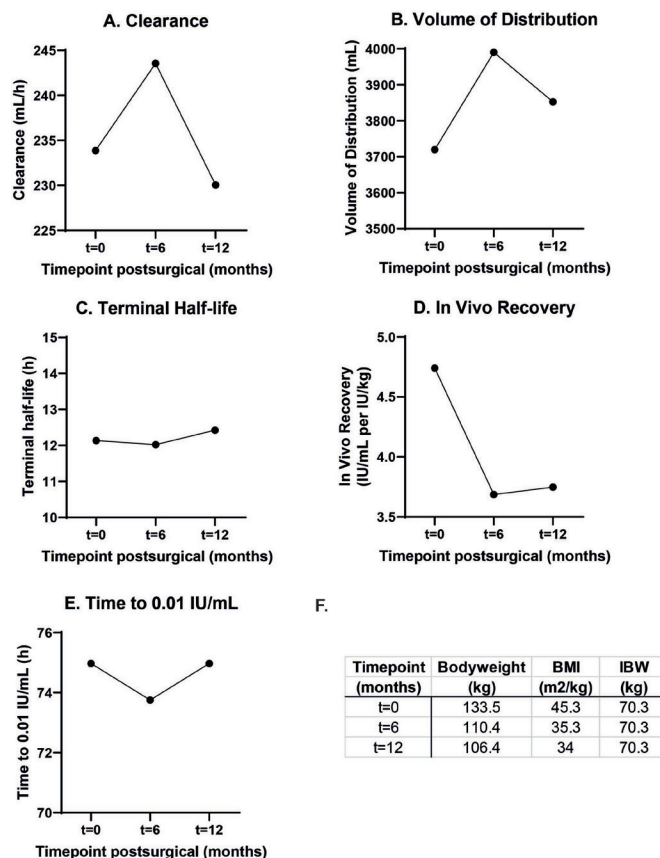 A. Clearance
245
240
235
230
225
Clearance (mL/h)
t=0 t=6 t=12
Timepoint postsurgical (months)
B. Volume of Distribution
4000
3900
3800
3700
3600
3500
Volume of Distribution
(mL)
t=0 t=6 t=12
Timepoint postsurgical (months)
C. Terminal Half-life
15
14
13
12
11
10
Terminal half-life (h)
t=0 t=6 t=12
Timepoint postsurgical (months)
D. In Vivo Recovery
5.0
4.5
4.0
3.5
In Vivo Recovery
(IU/mL per IU/kg)
t=0 t=6 t=12
Timepoint postsurgical (months)
E. Time to 0.01 IU/mL
76
74
72
70
Time to 0.01 IU/mL (h)
t=0 t=6 t=12
Timepoint postsurgical (months)
F.
Timepoint Bodyweight BMI IBW
(months) (kg) (m2/kg) (kg)
t=0 133.5 45.3 70.3
t=6 110.4 35.3 70.3
t=12 106.4 34 70.3